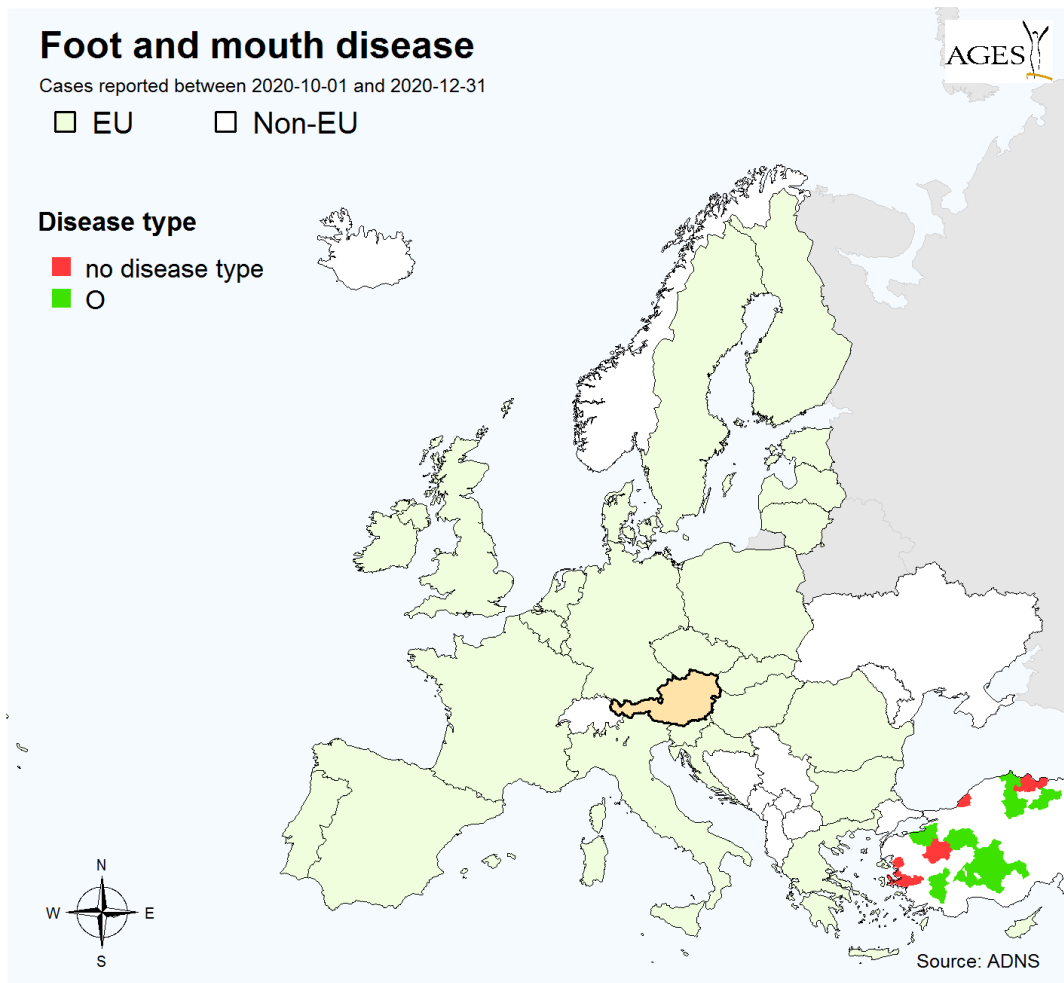 Foot and mouth disease
Cases reported between 2020-10-01 and 2020-12-31
EU Non-EU
AGES
Disease type
no disease type
O
N
W E
S
Source: ADNS